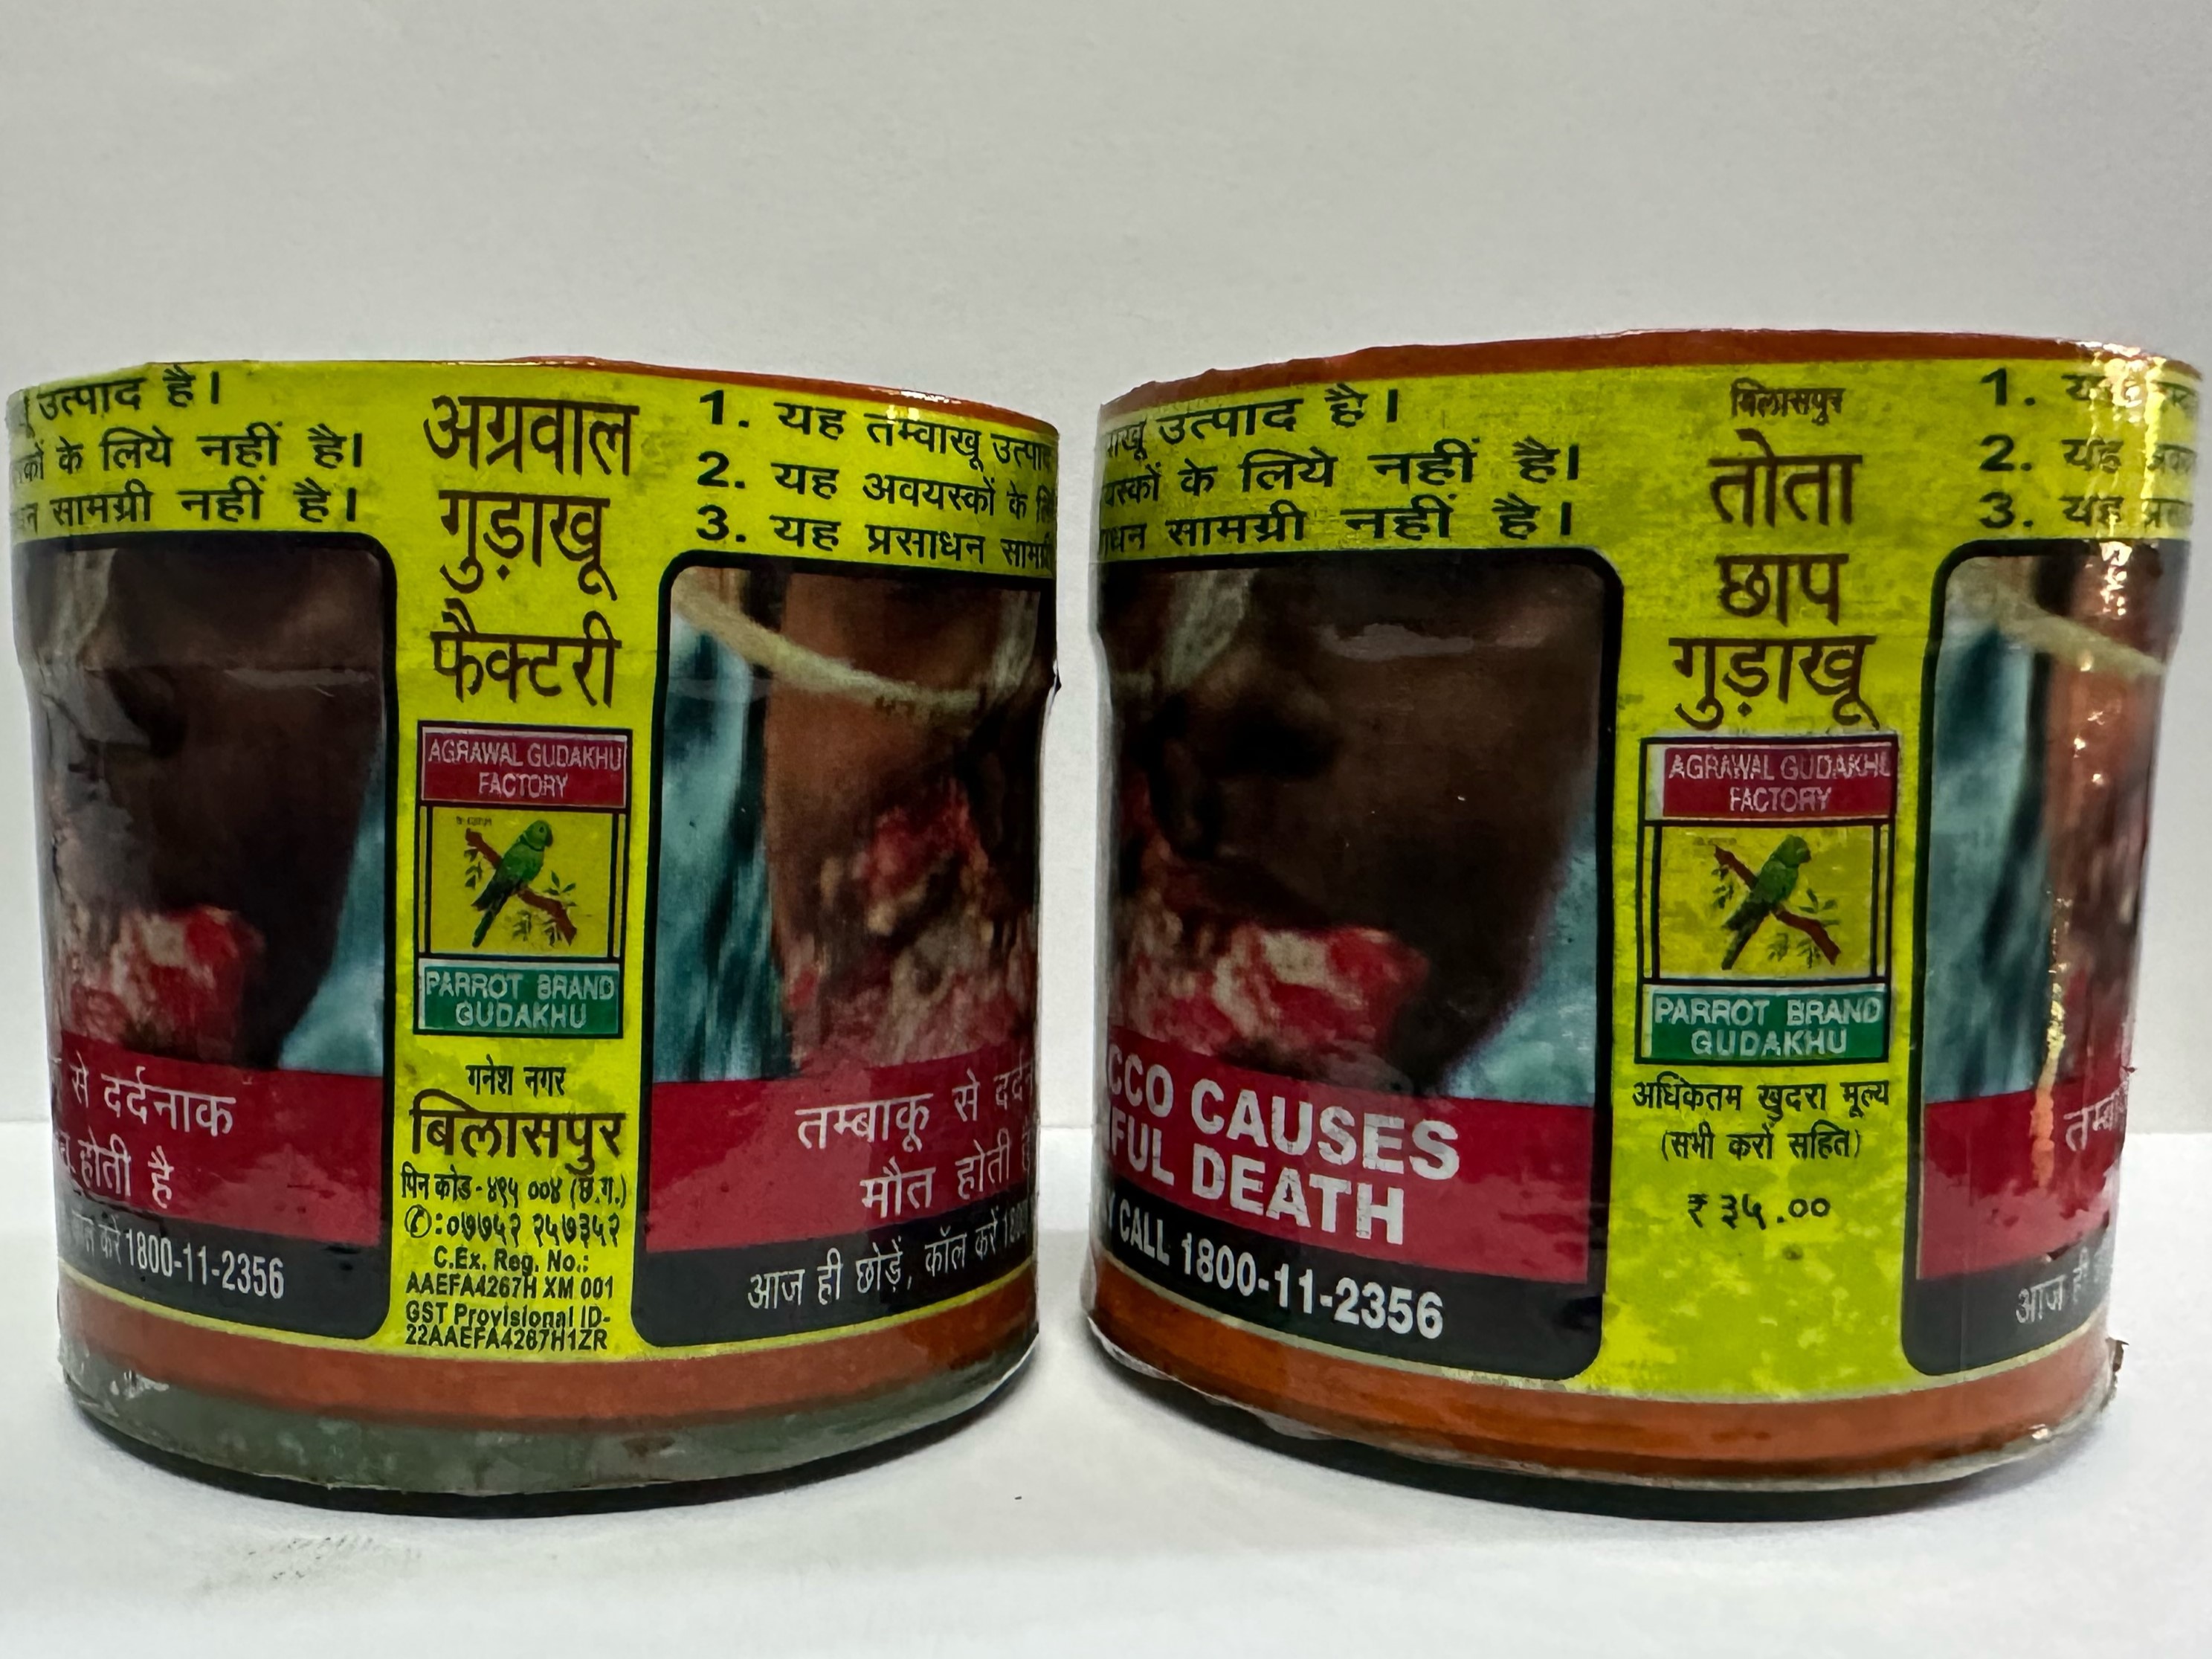 उत्पाद है।
के लिये नहीं है।
सामग्री नहीं है।
से दर्दनाक
होती है
करें 1800-11-2356
अग्रवाल
गुड़ाखू
फैक्टरी
AGRAWAL GUDAKHU
FACTORY
PARROT BRAND
GUDAKHU
गनेश नगर
बिलासपुर
पिन कोड - ४९५ ००४ (छ.ग.)
✆:०७७५२ २५७३५२
C.Ex. Reg. No.:
AAEFA4267H XM 001
GST Provisional ID-
22AAEFA4267H1ZR
1. यह तम्वाखू
2. यह अवयस्कों के
3. यह प्रसाधन
तम्बाकू से
मौत होती
आज ही छोड़ें, कॉल करें
उत्पाद है।
के लिये नहीं है।
सामग्री नहीं है।
CAUSES
DEATH
CALL 1800-11-2356
बिलासपुर
तोता
छाप
गुड़ाखू
AGRAWAL GUDAKHU
FACTORY
PARROT BRAND
GUDAKHU
अधिकतम खुदरा मूल्य
(सभी करों सहित)
₹ ३५.००
1.
2. यह
3. यह
आज ही